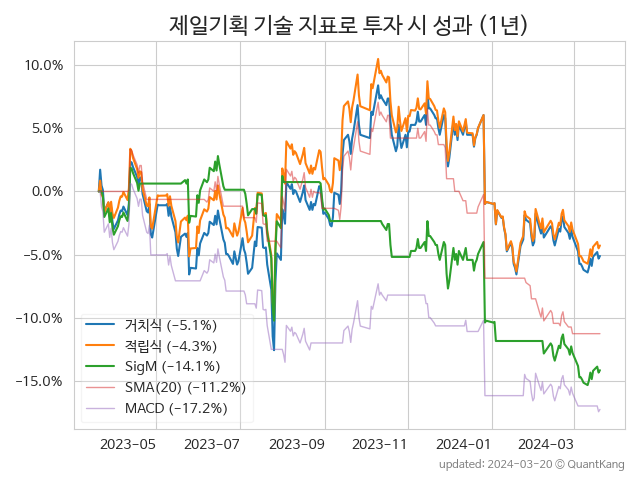 제일기획 기술 지표로 투자 시 성과 (1년)
10.0%
5.0%
0.0%
−5.0%
−10.0%
−15.0%
거치식 (−5.1%)
적립식 (−4.3%)
SigM (−14.1%)
SMA(20) (−11.2%)
MACD (−17.2%)
2023−05 2023−07 2023−09 2023−11 2024−01 2024−03
updated: 2024−03−20 © QuantKang